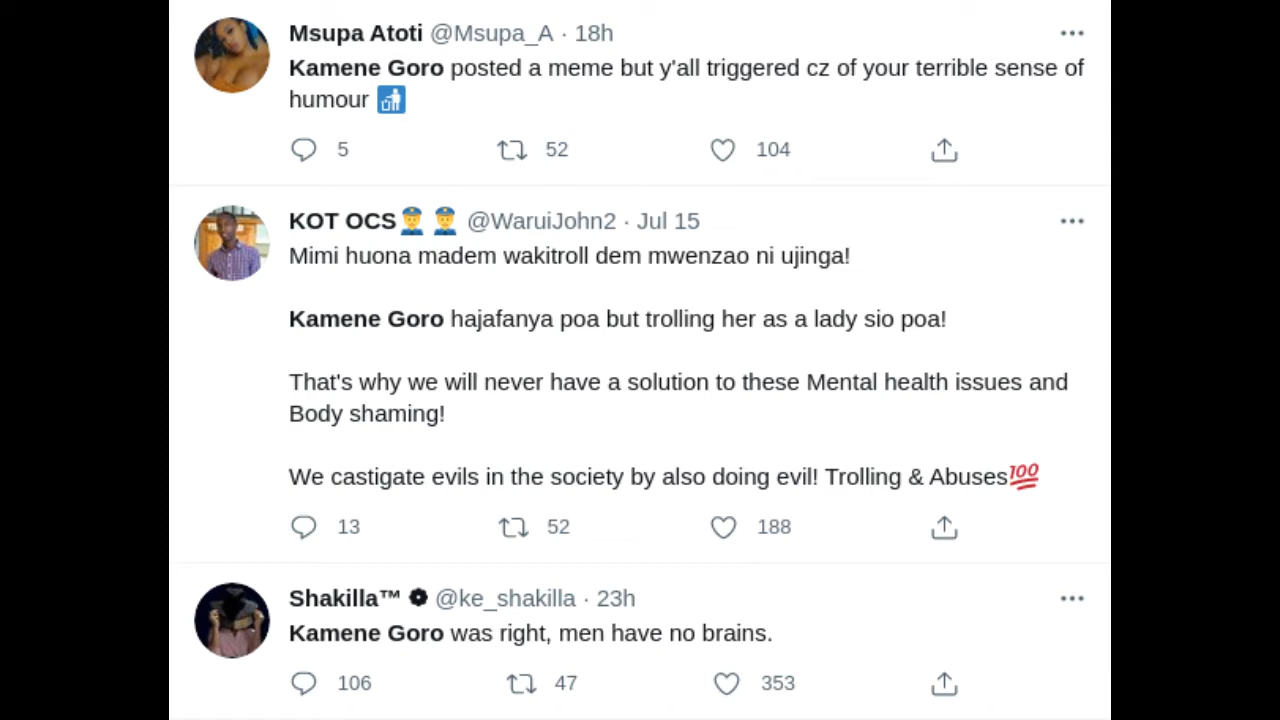 Msupa Atoti @Msupa_A · 18h
Kamene Goro posted a meme but y'all triggered cz of your terrible sense of
humour 🚮
5 52 104
KOT OCS👮👮 @WaruiJohn2 · Jul 15
Mimi huona madem wakitroll dem mwenzao ni ujinga!
Kamene Goro hajafanya poa but trolling her as a lady sio poa!
That's why we will never have a solution to these Mental health issues and
Body shaming!
We castigate evils in the society by also doing evil! Trolling & Abuses💯
13 52 188
Shakilla™ @ke_shakilla · 23h
Kamene Goro was right, men have no brains.
106 47 353